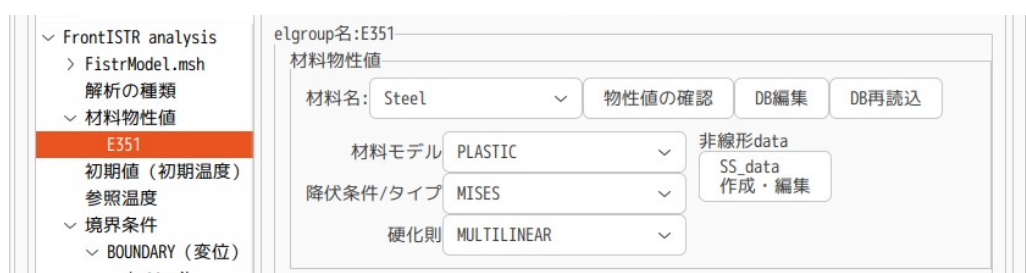 FrontISTR analysis
FistrModel.msh
解析の種類
材料物性値
E351
初期値（初期温度）
参照温度
境界条件
BOUNDARY（変位）
elgroup名:E351
材料物性値
材料名: Steel 物性値の確認 DB編集 DB再読込
材料モデル PLASTIC
降伏条件/タイプ MISES
硬化則 MULTILINEAR
非線形data
SS_data
作成・編集